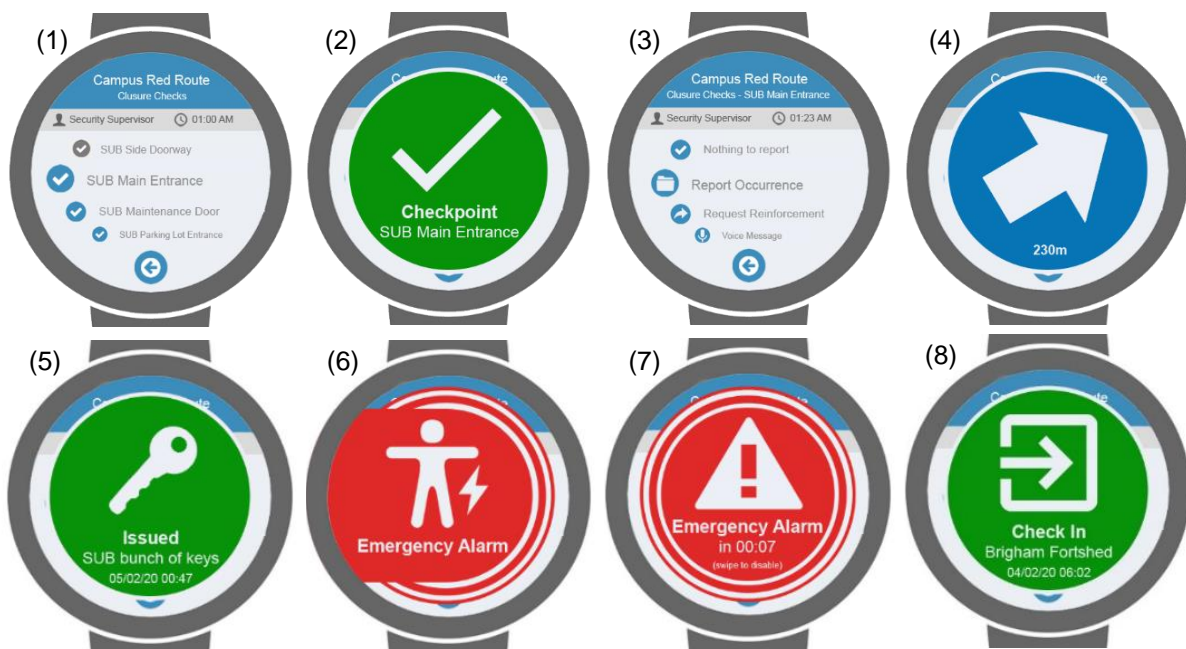 (1)
Campus Red Route
Clusure Checks
Security Supervisor 01:00 AM
SUB Side Doorway
SUB Main Entrance
SUB Maintenance Door
SUB Parking Lot Entrance
(2)
Checkpoint
SUB Main Entrance
(3)
Campus Red Route
Clusure Checks - SUB Main Entrance
Security Supervisor 01:23 AM
Nothing to report
Report Occurrence
Request Reinforcement
Voice Message
(4)
230m
(5)
Issued
SUB bunch of keys
05/02/20 00:47
(6)
Emergency Alarm
(7)
Emergency Alarm
in 00:07
(swipe to disable)
(8)
Check In
Brigham Fortshed
04/02/20 06:02